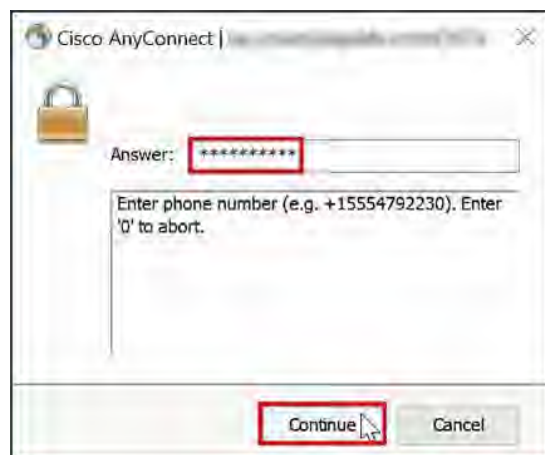 Cisco AnyConnect |
Answer: **********
Enter phone number (e.g. +15554792230). Enter
'0' to abort.
Continue Cancel